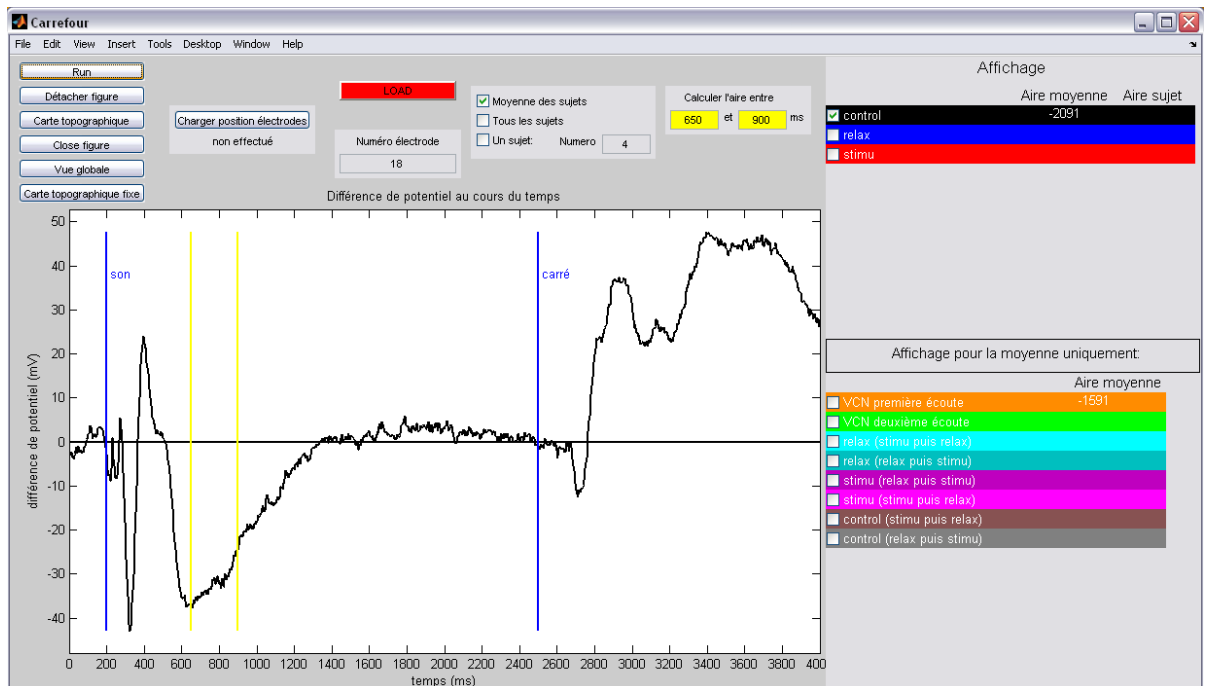 Carrefour
File Edit View Insert Tools Desktop Window Help
Run
Détacher figure
Carte topographique
Close figure
Vue globale
Carte topographique fixe
Charger position électrodes
non effectué
LOAD
Numéro électrode
18
Moyenne des sujets
Tous les sujets
Un sujet: Numero 4
Calculer l'aire entre
650 et 900 ms
Affichage
Aire moyenne Aire sujet
control -2091
relax
stimu
Différence de potentiel au cours du temps
différence de potentiel (mV)
50
40
30
20
10
0
-10
-20
-30
-40
son
carré
0 200 400 600 800 1000 1200 1400 1600 1800 2000 2200 2400 2600 2800 3000 3200 3400 3600 3800 400
temps (ms)
Affichage pour la moyenne uniquement:
Aire moyenne
VCN première écoute -1591
VCN deuxième écoute
relax (stimu puis relax)
relax (relax puis stimu)
stimu (relax puis stimu)
stimu (stimu puis relax)
control (stimu puis relax)
control (relax puis stimu)